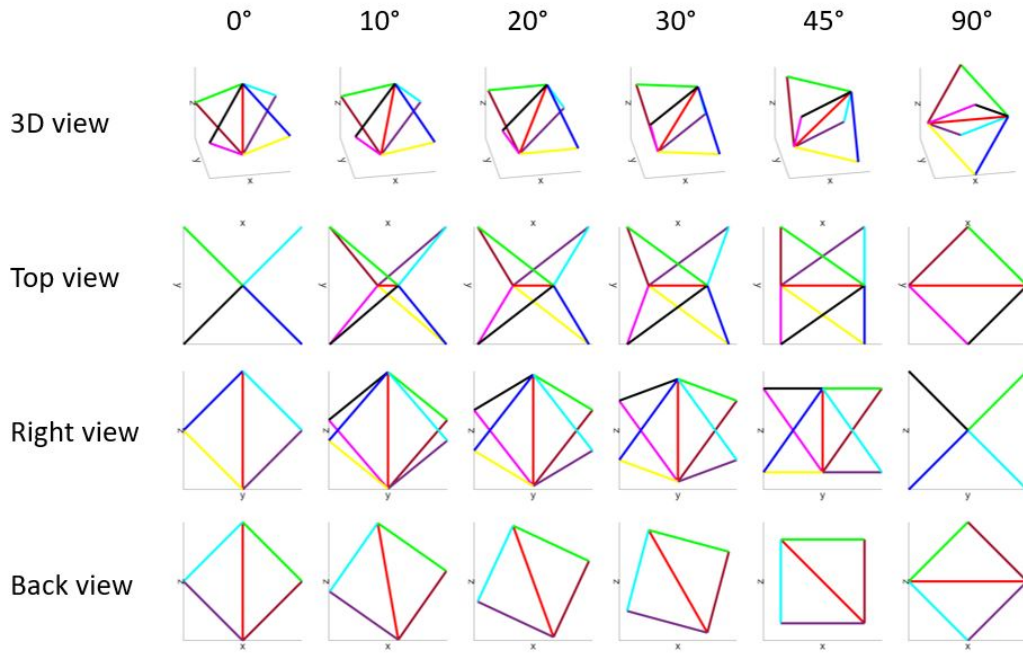 0° 10° 20° 30° 45° 90°
z z z z z z
3D view
y y y y y y
x x x x x x
x x x x x x
Top view y y y y y y
Right view z z z z z z
y y y y y y
Back view z z z z z z
x x x x x x